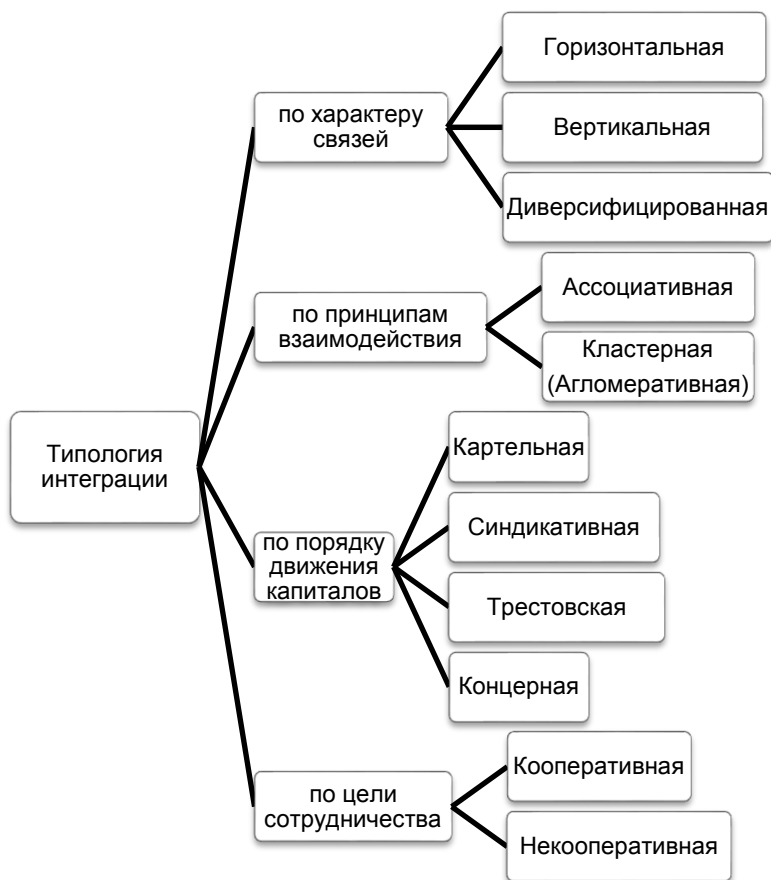 Типология
интеграции
по характеру
связей
Горизонтальная
Вертикальная
Диверсифицированная
по принципам
взаимодействия
Ассоциативная
Кластерная
(Агломеративная)
по порядку
движения
капиталов
Картельная
Синдикативная
Трестовская
Концерная
по цели
сотрудничества
Кооперативная
Некооперативная